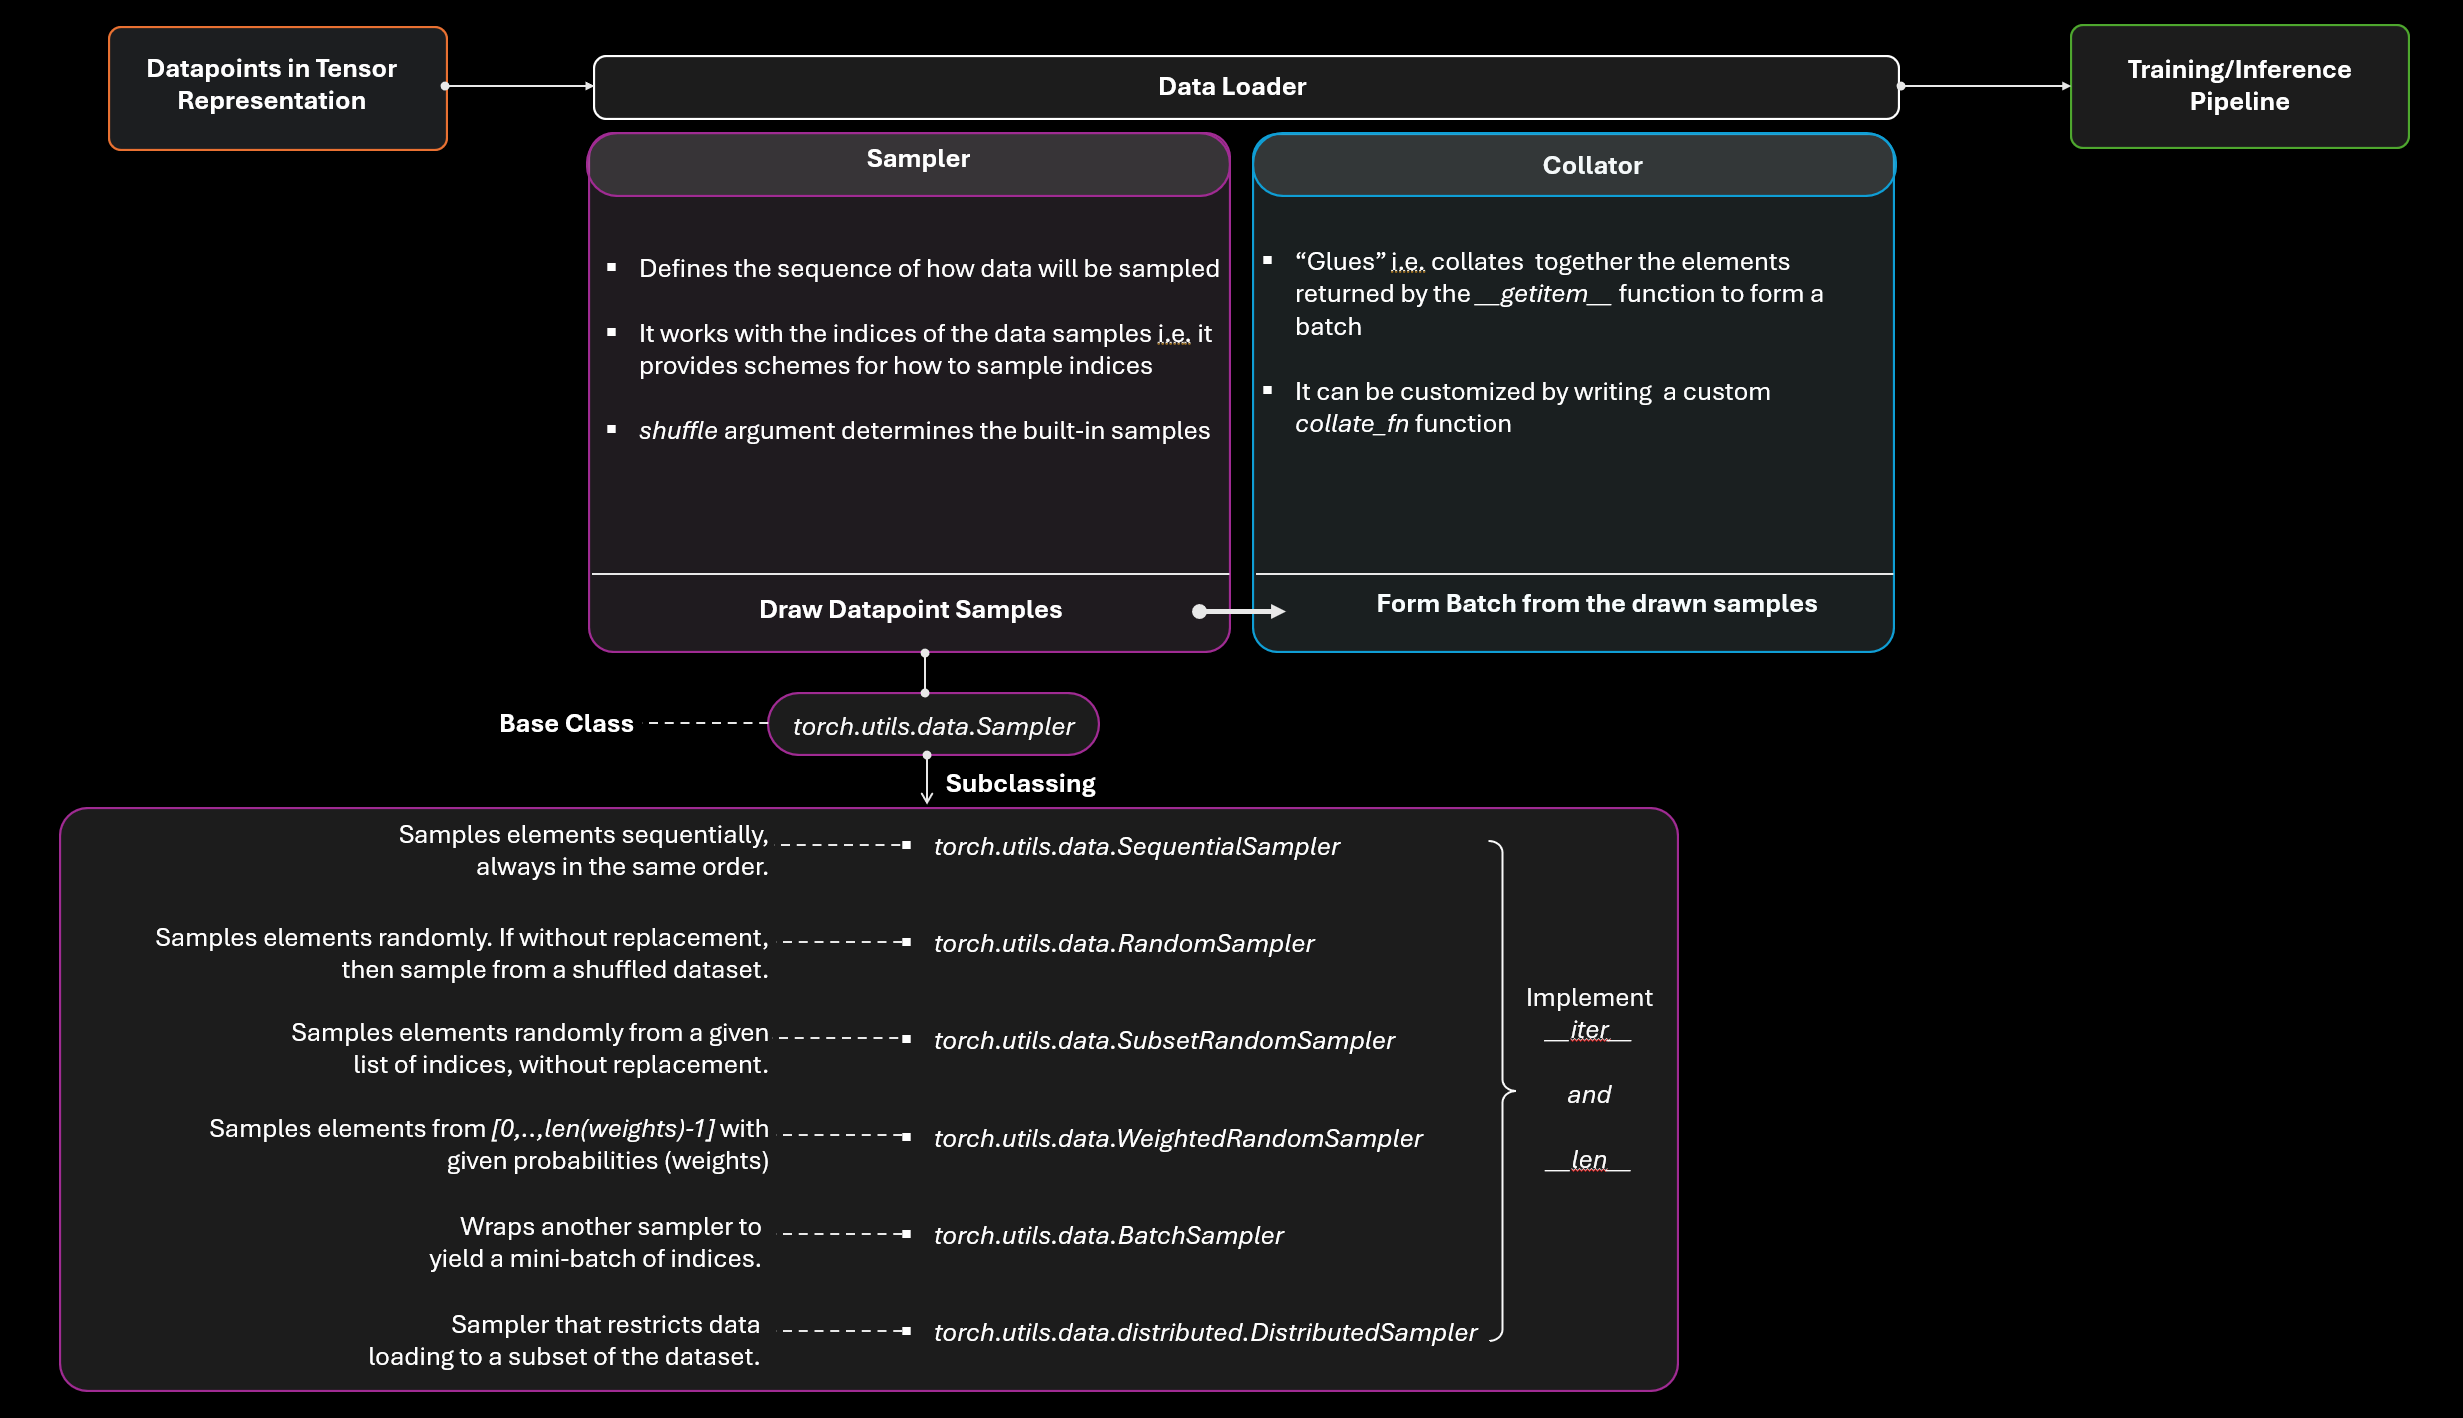 Datapoints in Tensor
Representation
Data Loader
Training/Inference
Pipeline
Sampler
▪ Defines the sequence of how data will be sampled
▪ It works with the indices of the data samples i.e. it
provides schemes for how to sample indices
▪ shuffle argument determines the built-in samples
Draw Datapoint Samples
Collator
▪ “Glues” i.e. collates together the elements
returned by the __getitem__ function to form a
batch
▪ It can be customized by writing a custom
collate_fn function
Form Batch from the drawn samples
Base Class
torch.utils.data.Sampler
Subclassing
Samples elements sequentially,
always in the same order.
▪ torch.utils.data.SequentialSampler
Samples elements randomly. If without replacement,
then sample from a shuffled dataset.
▪ torch.utils.data.RandomSampler
Samples elements randomly from a given
list of indices, without replacement.
▪ torch.utils.data.SubsetRandomSampler
Samples elements from [0,..,len(weights)-1] with
given probabilities (weights)
▪ torch.utils.data.WeightedRandomSampler
Wraps another sampler to
yield a mini-batch of indices.
▪ torch.utils.data.BatchSampler
Sampler that restricts data
loading to a subset of the dataset.
▪ torch.utils.data.distributed.DistributedSampler
Implement
__iter__
and
__len__